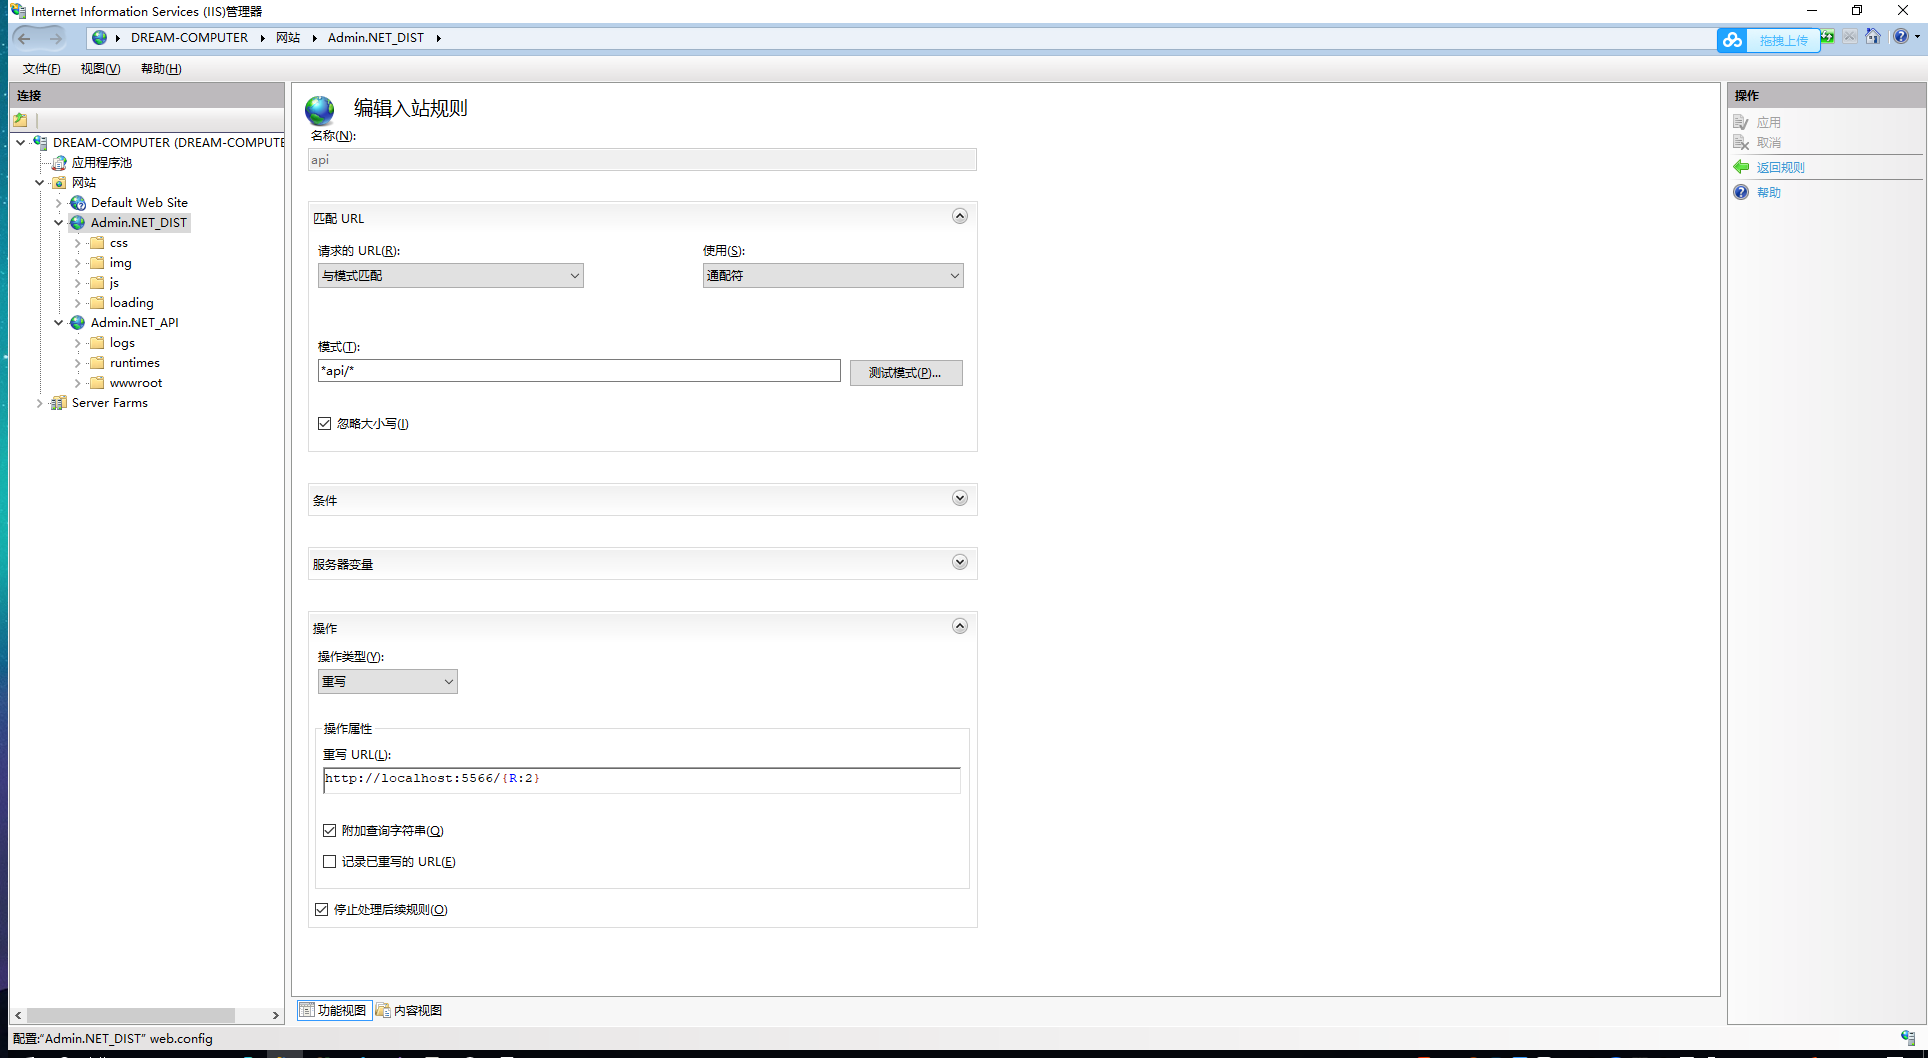 Internet Information Services (IIS)管理器
DREAM-COMPUTER
网站
Admin.NET_DIST
拖拽上传
文件(F)
视图(V)
帮助(H)
连接
DREAM-COMPUTER (DREAM-COMPUTE
应用程序池
网站
Default Web Site
Admin.NET_DIST
css
img
js
loading
Admin.NET_API
logs
runtimes
wwwroot
Server Farms
编辑入站规则
名称(N):
api
匹配 URL
请求的 URL(R):
使用(S):
与模式匹配
通配符
模式(T):
*api/*
测试模式(P)...
忽略大小写(I)
条件
服务器变量
操作
操作类型(Y):
重写
操作属性
重写 URL(L):
http://localhost:5566/{R:2}
附加查询字符串(Q)
记录已重写的 URL(E)
停止处理后续规则(O)
功能视图
内容视图
操作
应用
取消
返回规则
帮助
配置:"Admin.NET_DIST" web.config